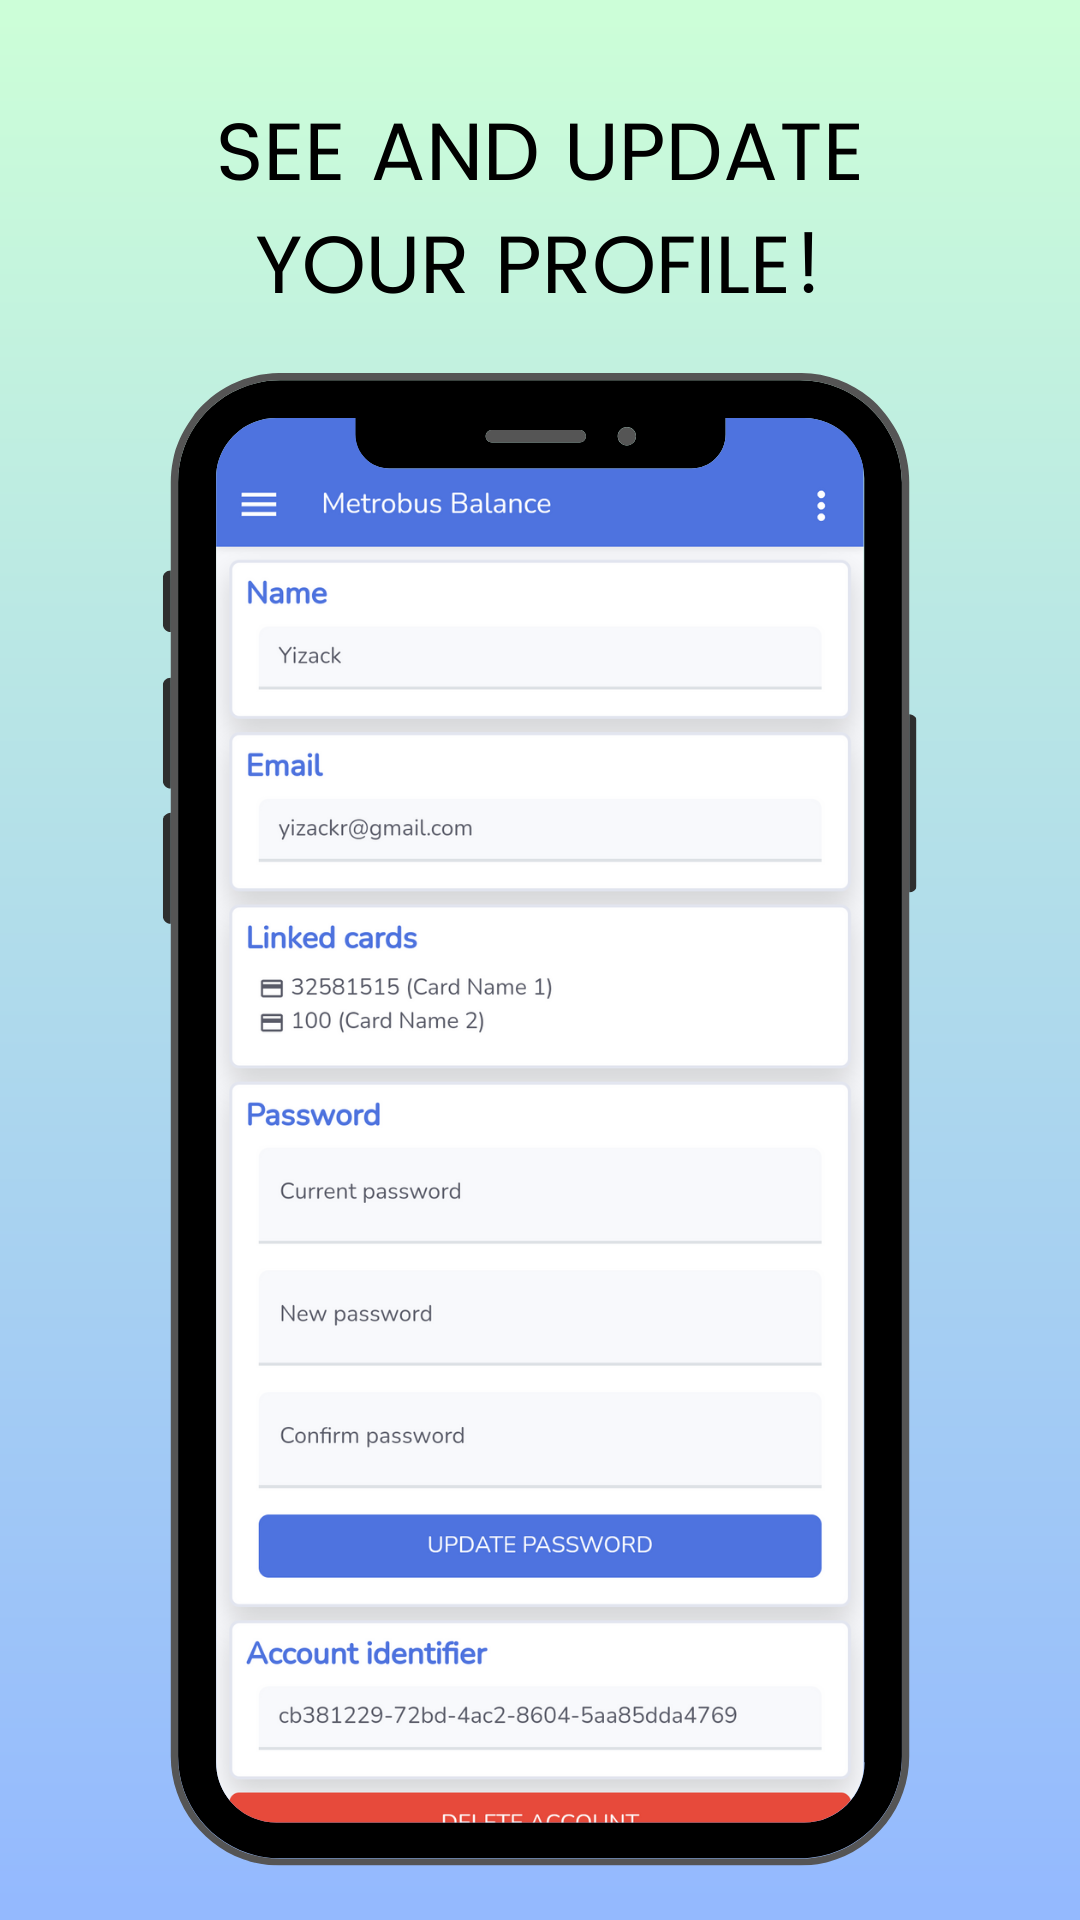 SEE AND UPDATE
YOUR PROFILE!
Metrobus Balance
Name
Yizack
Email
yizackr@gmail.com
Linked cards
32581515 (Card Name 1)
100 (Card Name 2)
Password
Current password
New password
Confirm password
UPDATE PASSWORD
Account identifier
cb381229-72bd-4ac2-8604-5aa85dda4769
DELETE ACCOUNT